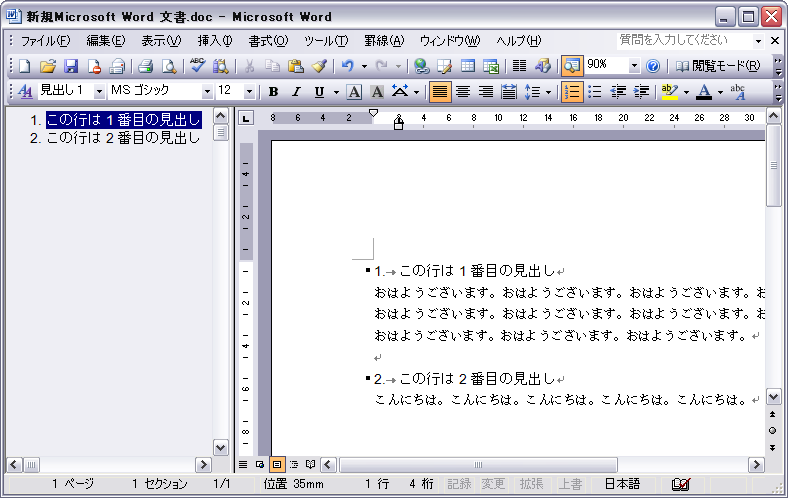 新規Microsoft Word 文書.doc - Microsoft Word
ファイル(F) 編集(E) 表示(V) 挿入(I) 書式(O) ツール(T) 罫線(A) ウィンドウ(W) ヘルプ(H) 質問を入力してください
90% 閲覧モード(R)
見出し 1 MS ゴシック 12 B I U A A A ab A abc
1. この行は 1 番目の見出し
2. この行は 2 番目の見出し
8 6 4 2 2 4 6 8 10 12 14 16 18 20 22 24 26 28 30
4 2 2 4 6 8
1.→ この行は 1 番目の見出し↵
おはようございます。おはようございます。おはようございます。お
おはようございます。おはようございます。おはようございます。お
おはようございます。おはようございます。おはようございます。↵
↵
2.→ この行は 2 番目の見出し↵
こんにちは。こんにちは。こんにちは。こんにちは。こんにちは。↵
1 ページ 1 セクション 1/1 位置 35mm 1 行 4 桁 記録 変更 拡張 上書 日本語